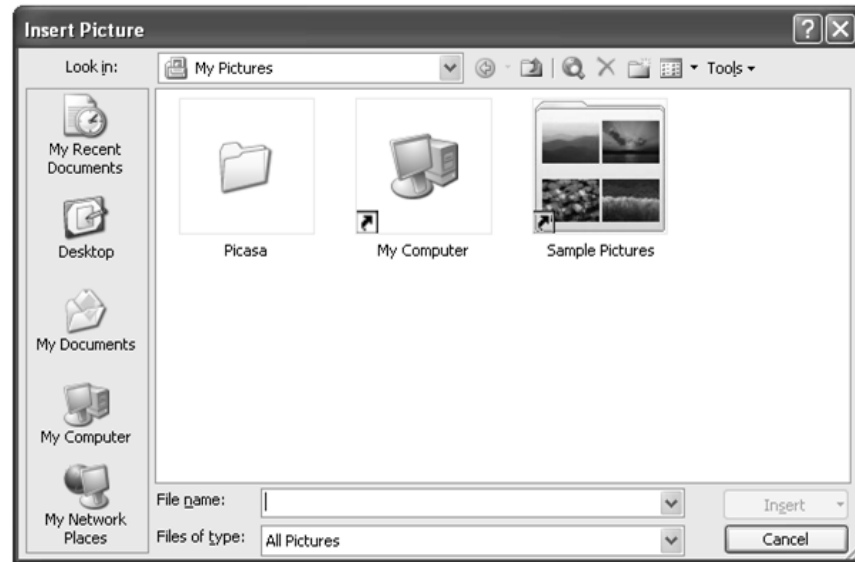 Insert Picture
Look in:
My Pictures
Tools
My Recent
Documents
Desktop
My Documents
My Computer
My Network
Places
Picasa
My Computer
Sample Pictures
File name:
Insert
Files of type:
All Pictures
Cancel